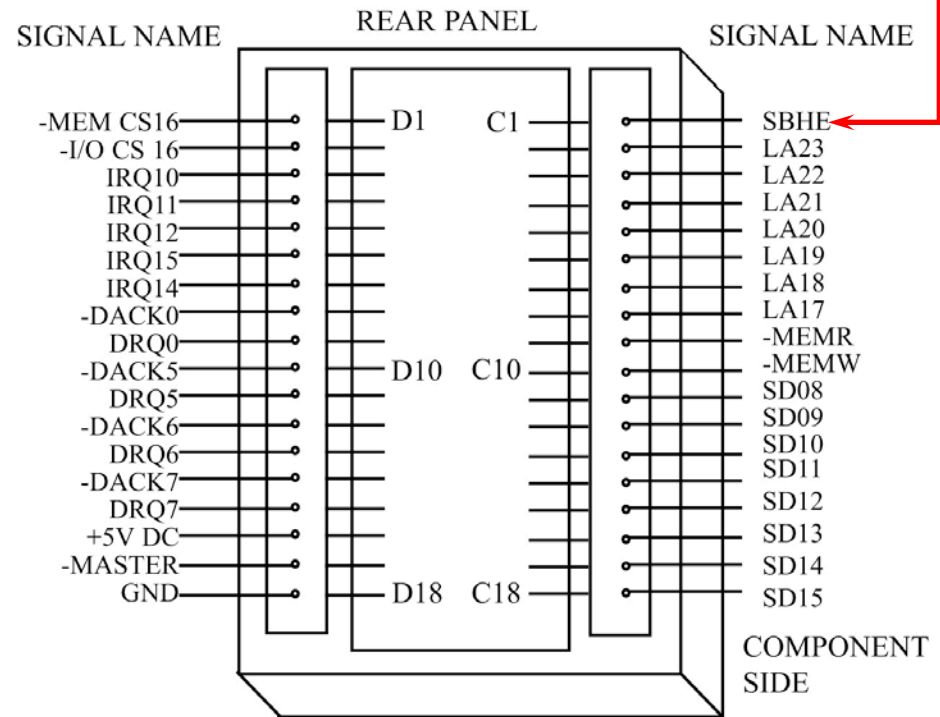 REAR PANEL
SIGNAL NAME
SIGNAL NAME
-MEM CS16 D1 C1 SBHE
-I/O CS 16 LA23
IRQ10 LA22
IRQ11 LA21
IRQ12 LA20
IRQ15 LA19
IRQ14 LA18
-DACK0 LA17
DRQ0 -MEMR
-DACK5 D10 C10 -MEMW
DRQ5 SD08
-DACK6 SD09
DRQ6 SD10
-DACK7 SD11
DRQ7 SD12
+5V DC SD13
-MASTER SD14
GND D18 C18 SD15
COMPONENT
SIDE